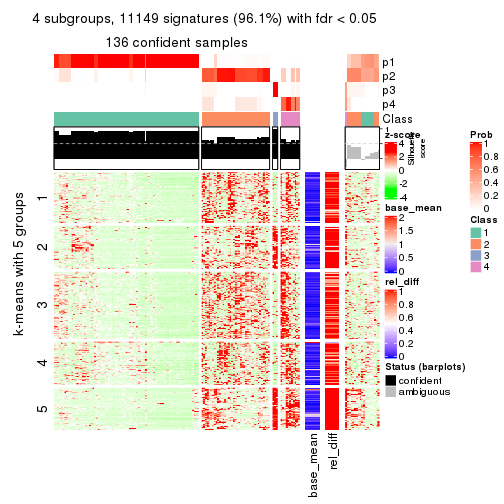 4 subgroups, 11149 signatures (96.1%) with fdr < 0.05
136 confident samples
p1
p2
p3
p4
Class
1
Silhouette
score
z-score
4
2
0
-2
-4
Prob
1
0.8
0.6
0.4
0.2
0
base_mean
2
1.5
1
0.5
0
Class
1
2
3
4
rel_diff
1
0.8
0.6
0.4
0.2
0
Status (barplots)
confident
ambiguous
k-means with 5 groups
1
2
3
4
5
base_mean
rel_diff